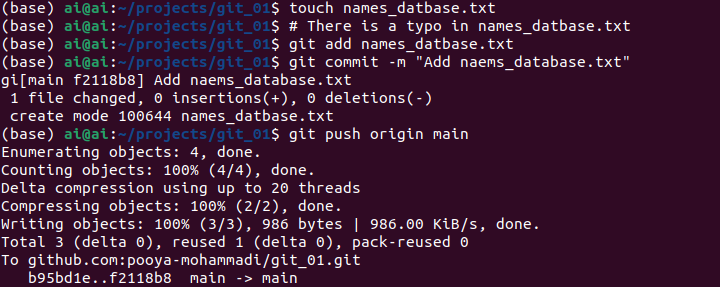 (base) ai@ai:~/projects/git_01$ touch names_datbase.txt
(base) ai@ai:~/projects/git_01$ # There is a typo in names_datbase.txt
(base) ai@ai:~/projects/git_01$ git add names_datbase.txt
(base) ai@ai:~/projects/git_01$ git commit -m "Add naems_database.txt"
gi[main f2118b8] Add naems_database.txt
 1 file changed, 0 insertions(+), 0 deletions(-)
 create mode 100644 names_datbase.txt
(base) ai@ai:~/projects/git_01$ git push origin main
Enumerating objects: 4, done.
Counting objects: 100% (4/4), done.
Delta compression using up to 20 threads
Compressing objects: 100% (2/2), done.
Writing objects: 100% (3/3), 986 bytes | 986.00 KiB/s, done.
Total 3 (delta 0), reused 1 (delta 0), pack-reused 0
To github.com:pooya-mohammadi/git_01.git
   b95bd1e..f2118b8  main -> main